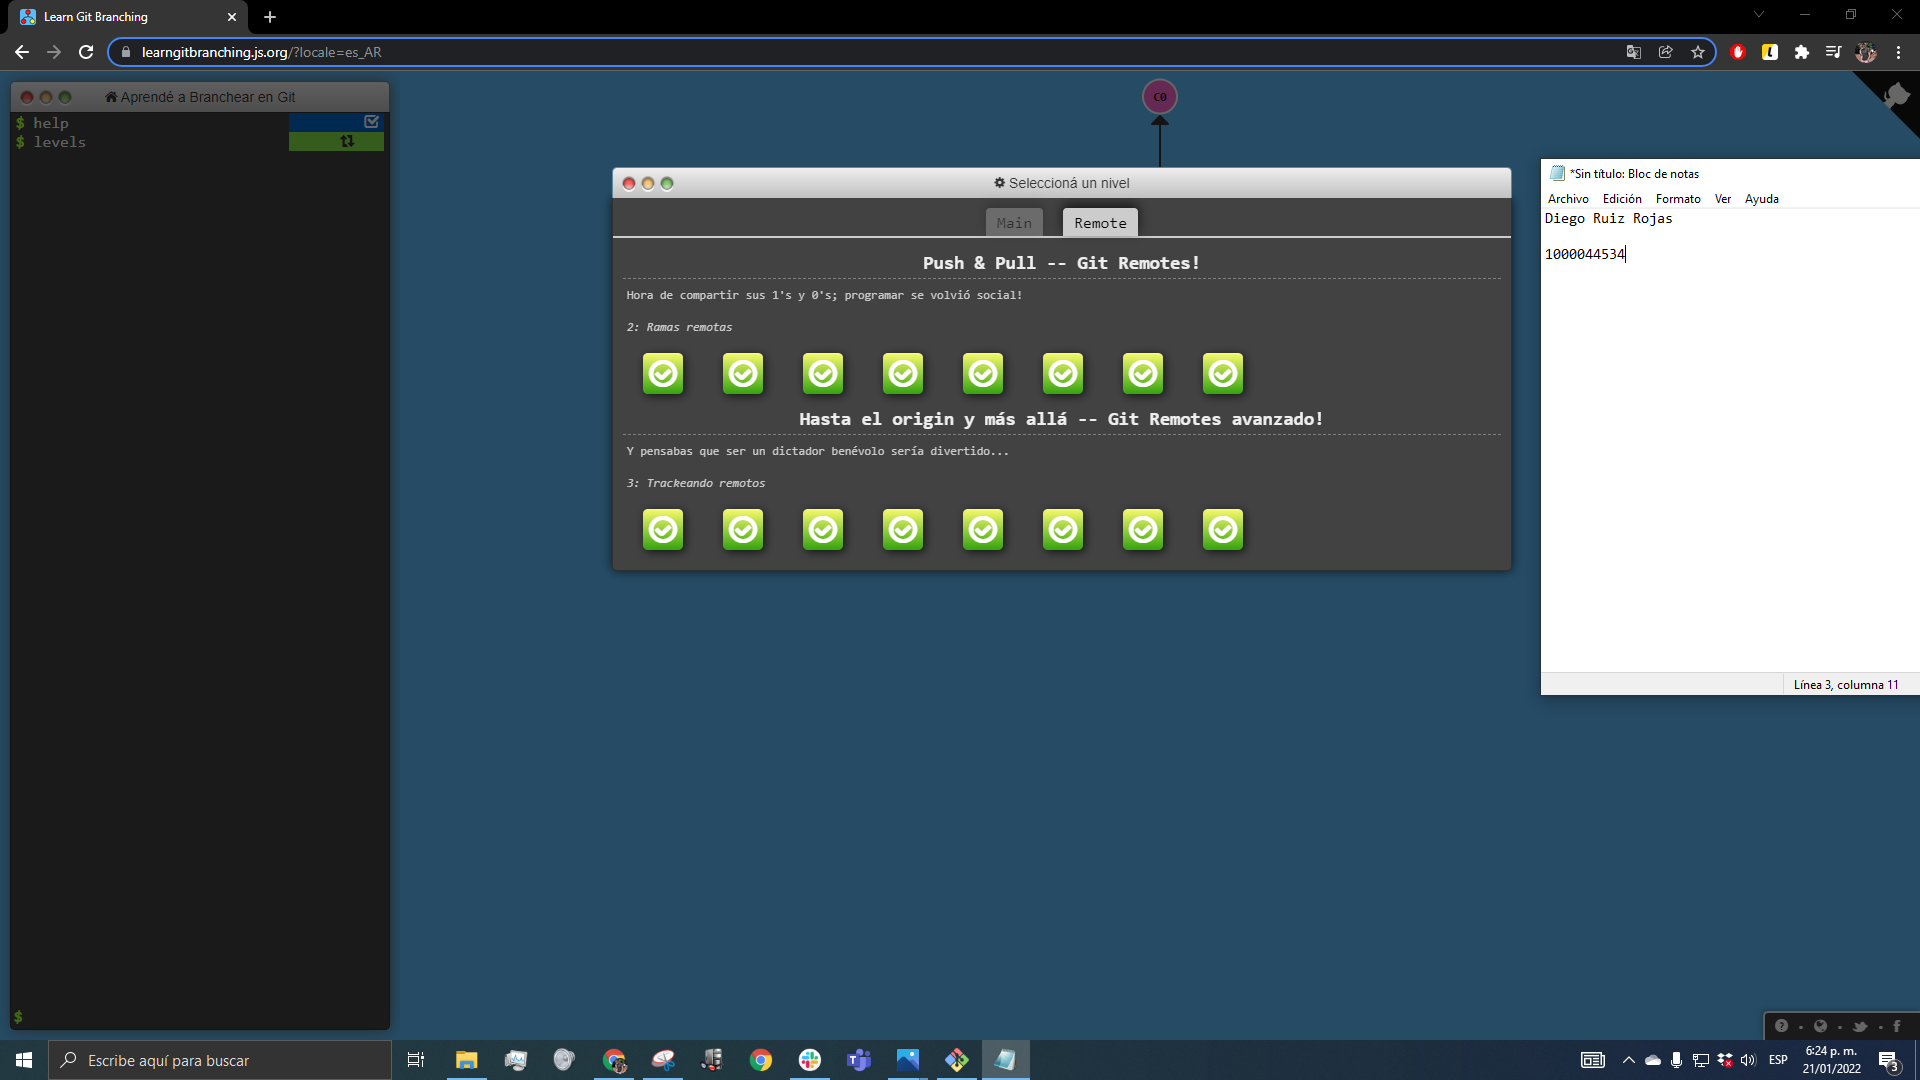 Learn Git Branching
learngitbranching.js.org/?locale=es_AR
Aprendé a Branchear en Git
$ help
$ levels
$
C0
Seleccioná un nivel
Main
Remote
Push & Pull -- Git Remotes!
Hora de compartir sus 1's y 0's; programar se volvió social!
2: Ramas remotas
Hasta el origin y más allá -- Git Remotes avanzado!
Y pensabas que ser un dictador benévolo sería divertido...
3: Trackeando remotos
*Sin título: Bloc de notas
Archivo Edición Formato Ver Ayuda
Diego Ruiz Rojas
1000044534
Línea 3, columna 11
Escribe aquí para buscar
ESP
6:24 p. m.
21/01/2022
3